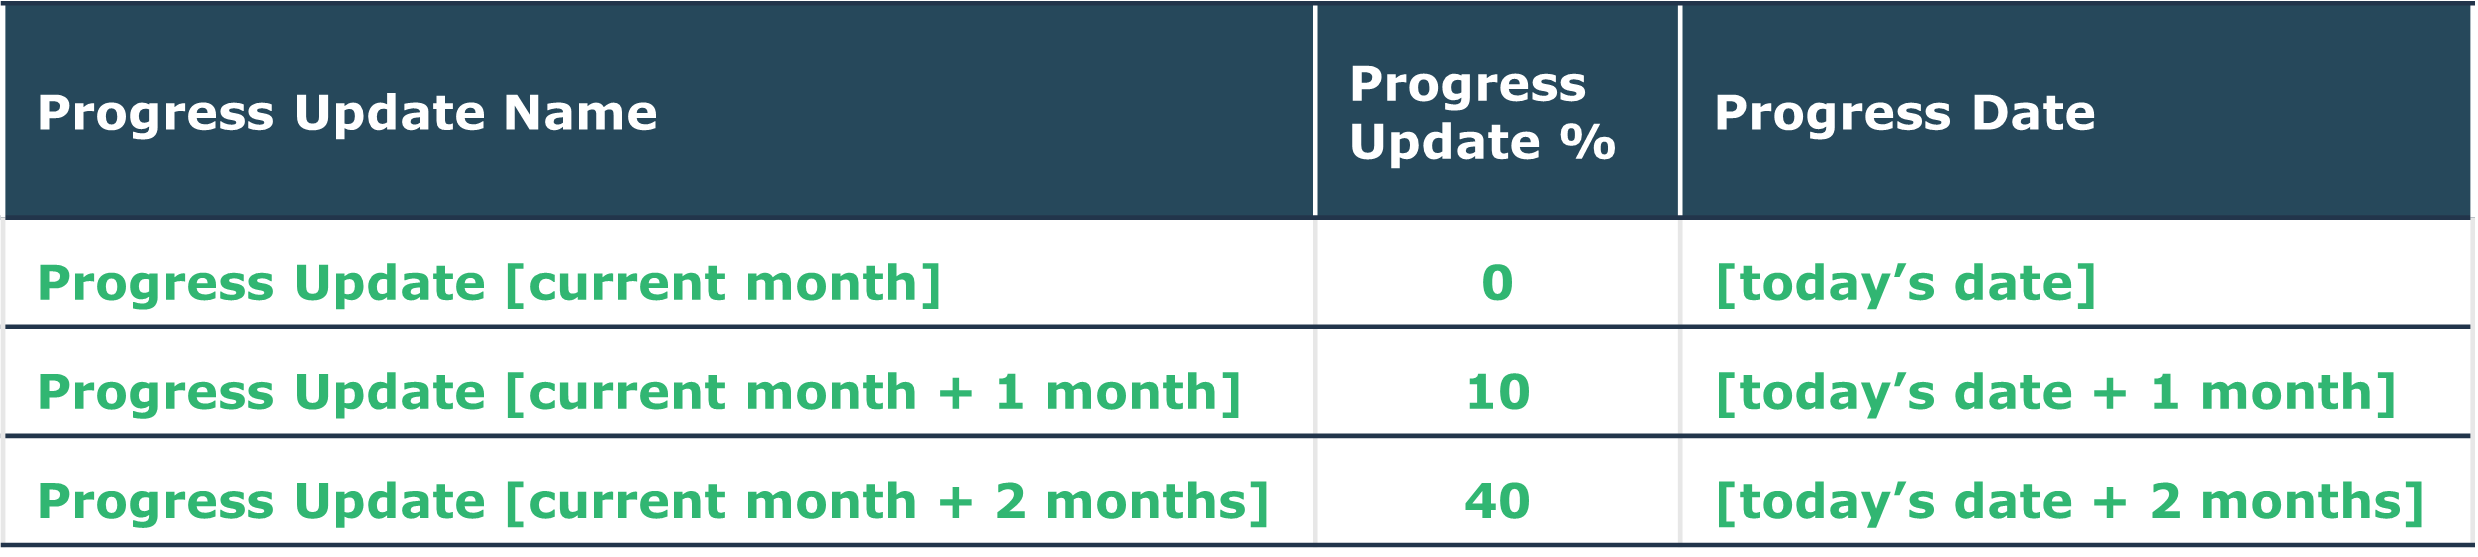 Progress Update Name
Progress
Update %
Progress Date
Progress Update [current month]
0
[today’s date]
Progress Update [current month + 1 month]
10
[today’s date + 1 month]
Progress Update [current month + 2 months]
40
[today’s date + 2 months]